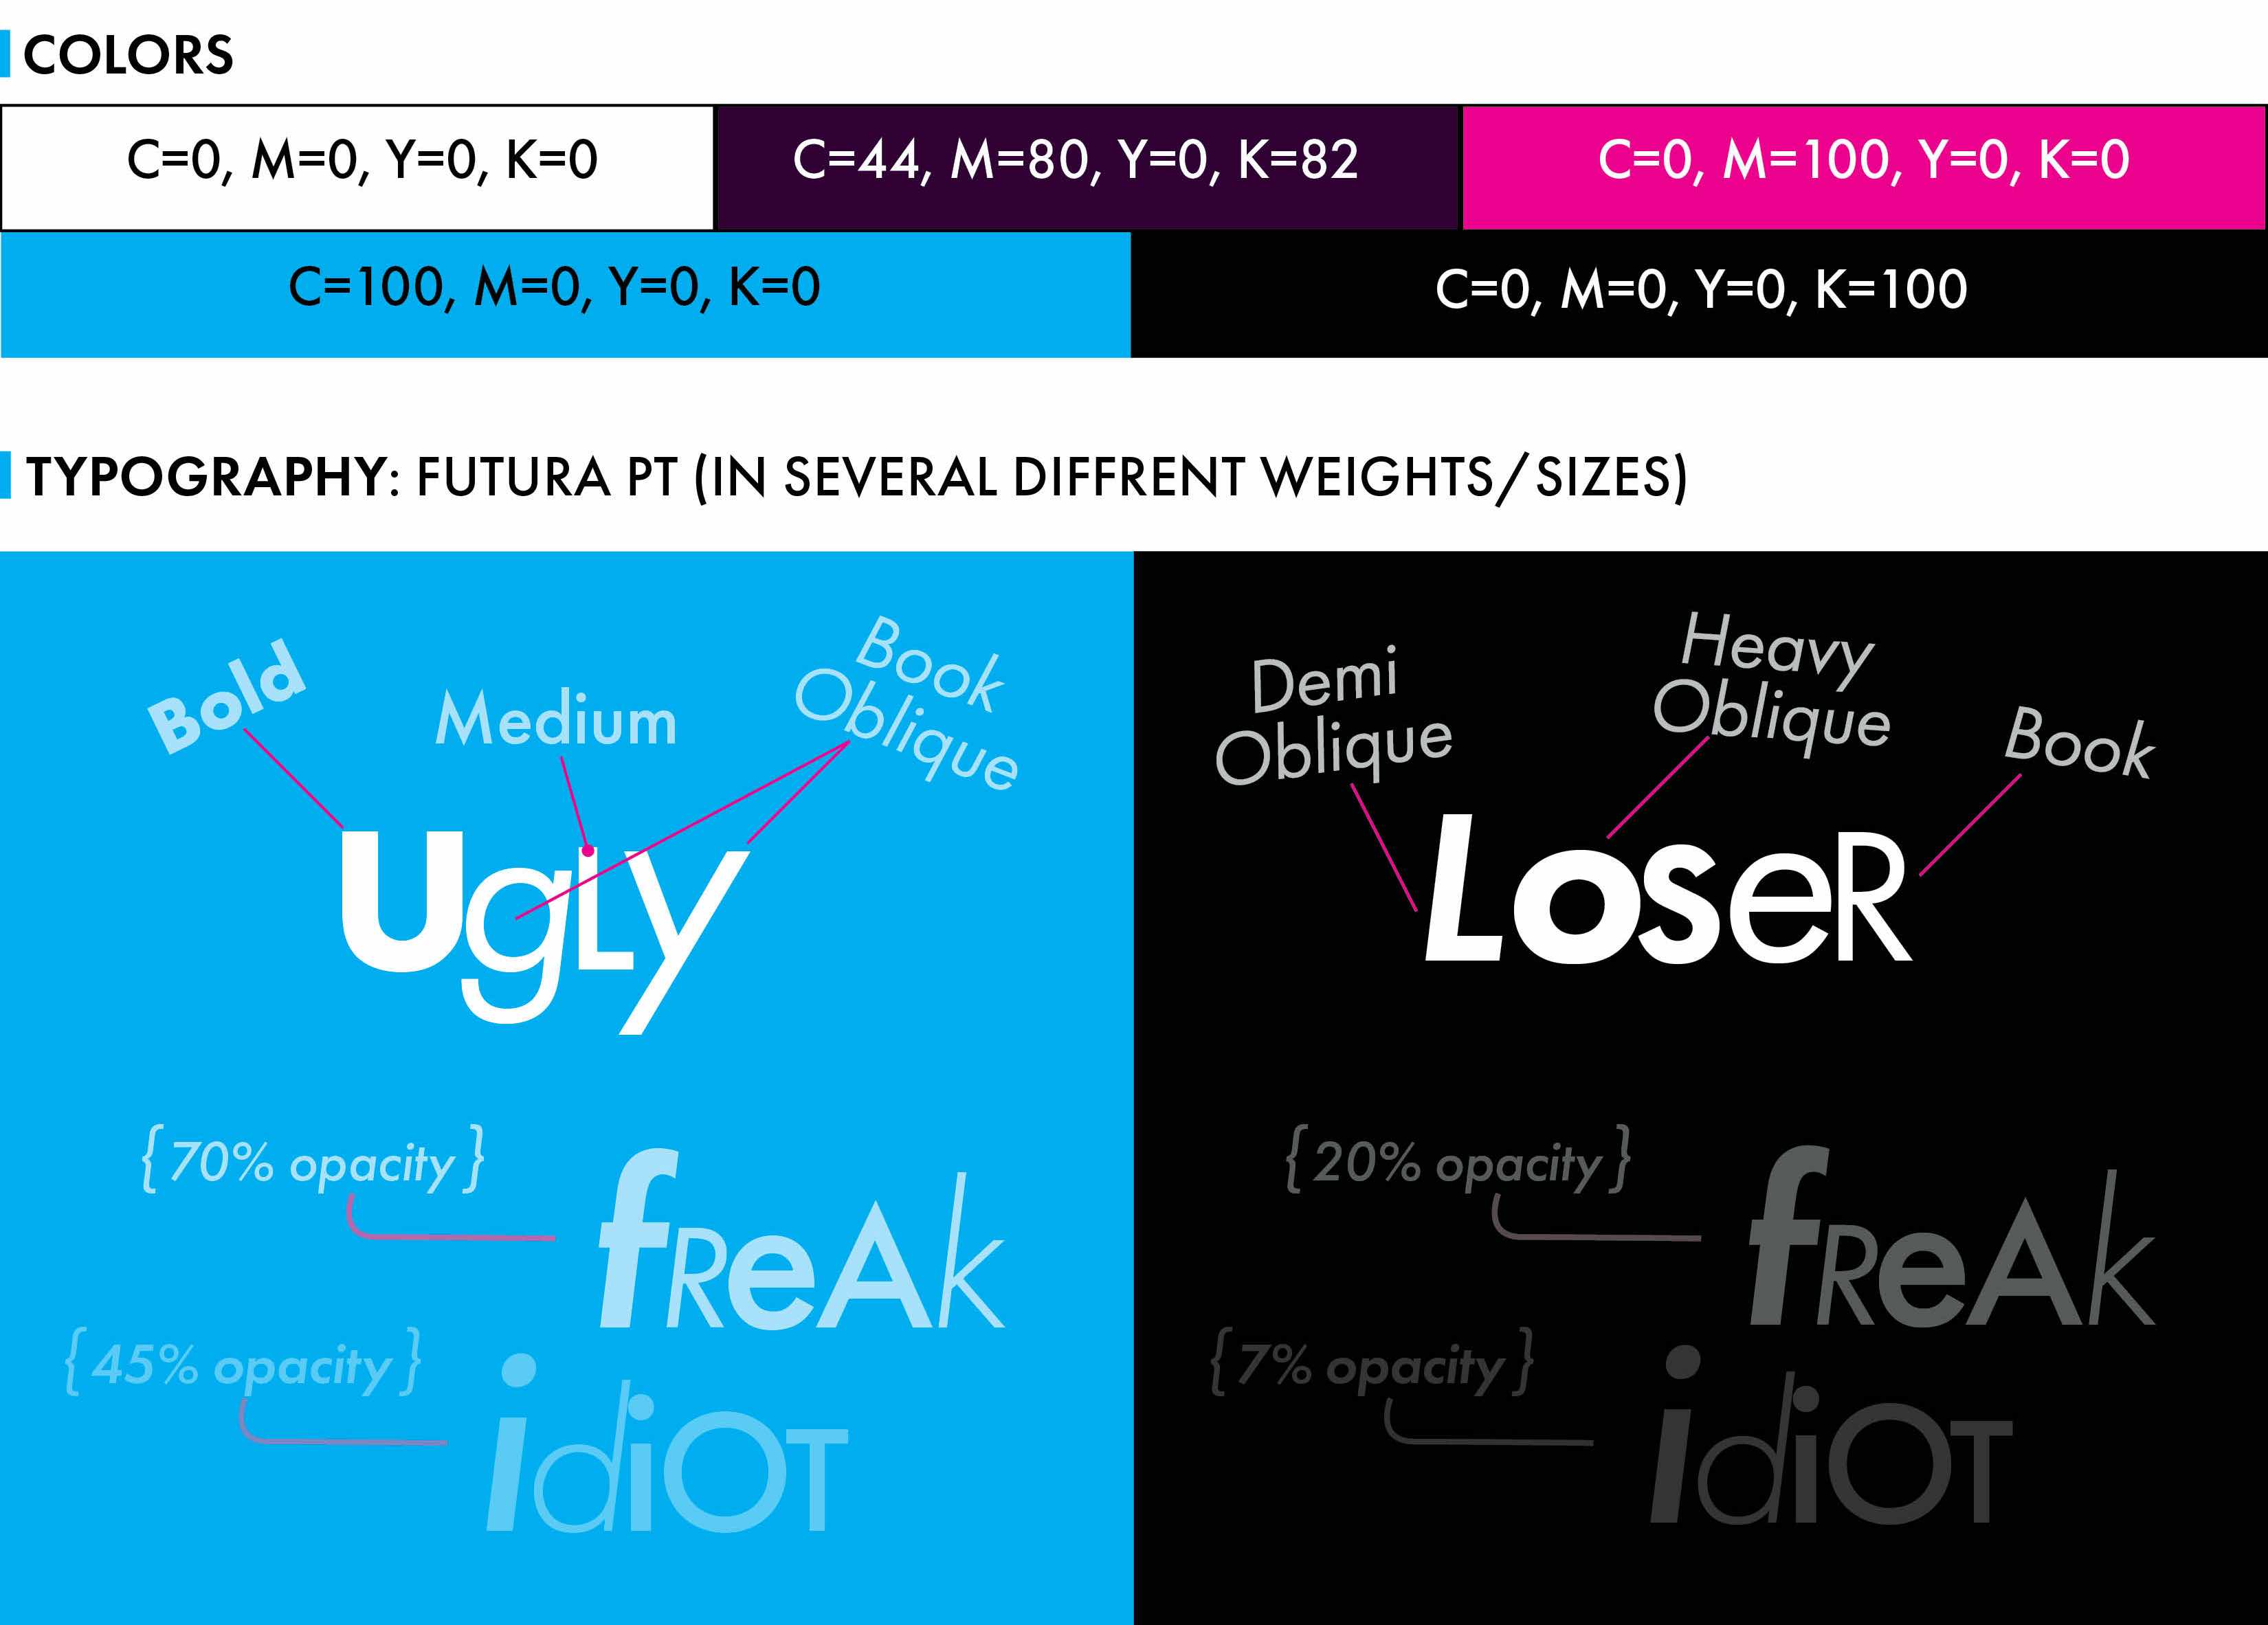 COLORS
C=0, M=0, Y=0, K=0
C=44, M=80, Y=0, K=82
C=0, M=100, Y=0, K=0
C=100, M=0, Y=0, K=0
C=0, M=0, Y=0, K=100
TYPOGRAPHY: FUTURA PT (IN SEVERAL DIFFRENT WEIGHTS/SIZES)
Bold
Medium
Book
Oblique
UgLy
{ 70% opacity }
fReAk
{ 45% opacity }
idiOT
Demi
Oblique
Heavy
Oblique
Book
LoseR
{ 20% opacity }
fReAk
{ 7% opacity }
idiOT